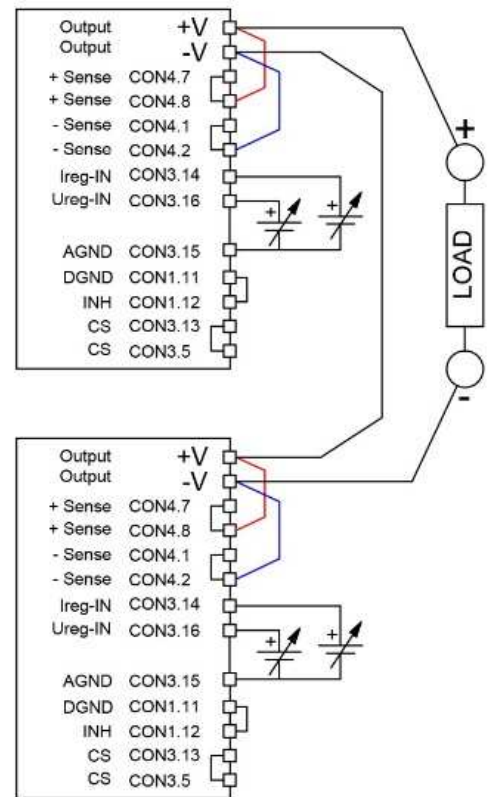 Output +V
Output -V
+ Sense CON4.7
+ Sense CON4.8
- Sense CON4.1
- Sense CON4.2
Ireg-IN CON3.14
Ureg-IN CON3.16
AGND CON3.15
DGND CON1.11
INH CON1.12
CS CON3.13
CS CON3.5
+
+
+
LOAD
-
Output +V
Output -V
+ Sense CON4.7
+ Sense CON4.8
- Sense CON4.1
- Sense CON4.2
Ireg-IN CON3.14
Ureg-IN CON3.16
AGND CON3.15
DGND CON1.11
INH CON1.12
CS CON3.13
CS CON3.5
+
+